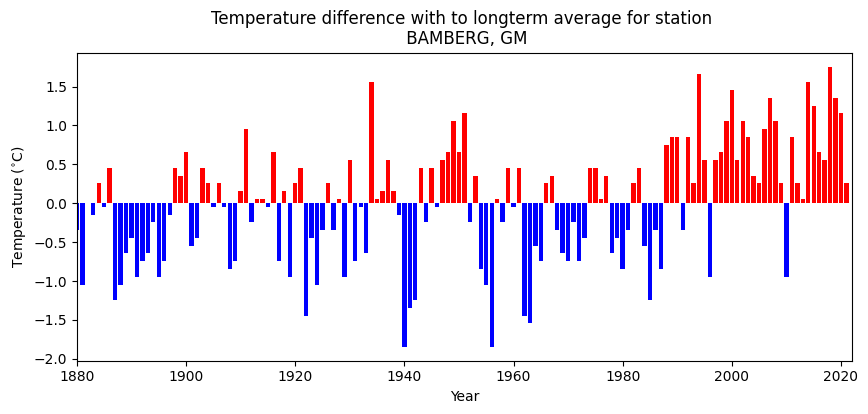 Temperature difference with to longterm average for station
BAMBERG, GM
Temperature (°C)
1.5
1.0
0.5
0.0
−0.5
−1.0
−1.5
−2.0
1880 1900 1920 1940 1960 1980 2000 2020
Year